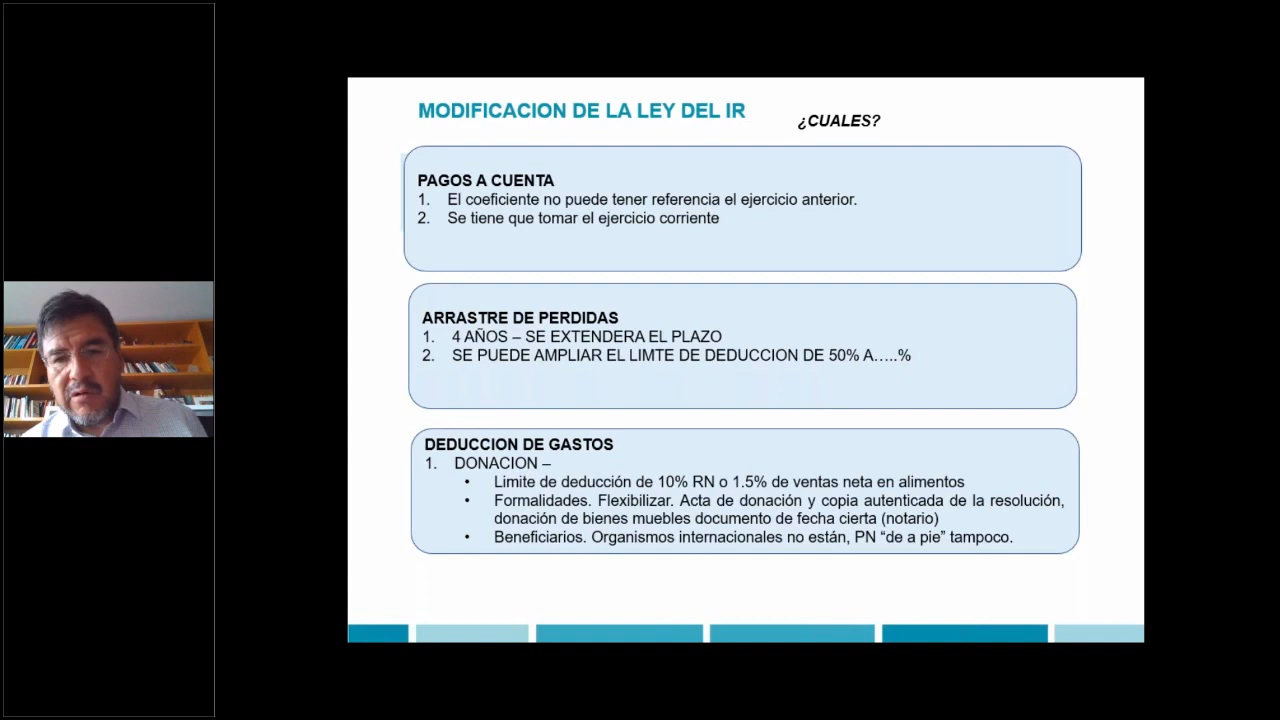 MODIFICACION DE LA LEY DEL IR
¿CUALES?
PAGOS A CUENTA
1. El coeficiente no puede tener referencia el ejercicio anterior.
2. Se tiene que tomar el ejercicio corriente
ARRASTRE DE PERDIDAS
1. 4 AÑOS – SE EXTENDERA EL PLAZO
2. SE PUEDE AMPLIAR EL LIMTE DE DEDUCCION DE 50% A…..%
DEDUCCION DE GASTOS
1. DONACION –
• Limite de deducción de 10% RN o 1.5% de ventas neta en alimentos
• Formalidades. Flexibilizar. Acta de donación y copia autenticada de la resolución,
donación de bienes muebles documento de fecha cierta (notario)
• Beneficiarios. Organismos internacionales no están, PN “de a pie” tampoco.